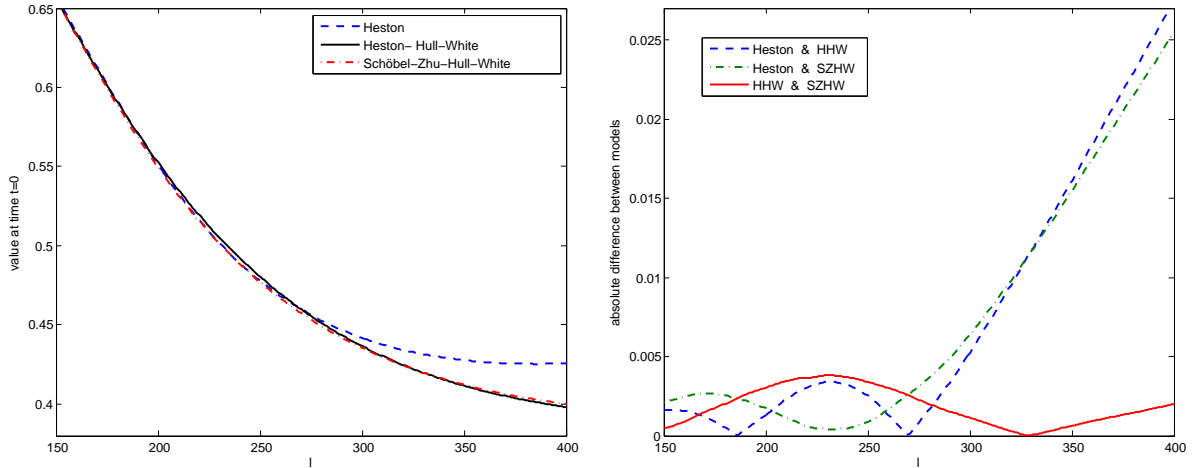 0.65
0.6
0.55
0.5
0.45
0.4
150
200
250
300
350
400
value at time t=0
l
Heston
Heston- Hull-White
Schöbel-Zhu-Hull-White
0.025
0.02
0.015
0.01
0.005
0
150
200
250
300
350
400
absolute difference between models
l
Heston & HHW
Heston & SZHW
HHW & SZHW